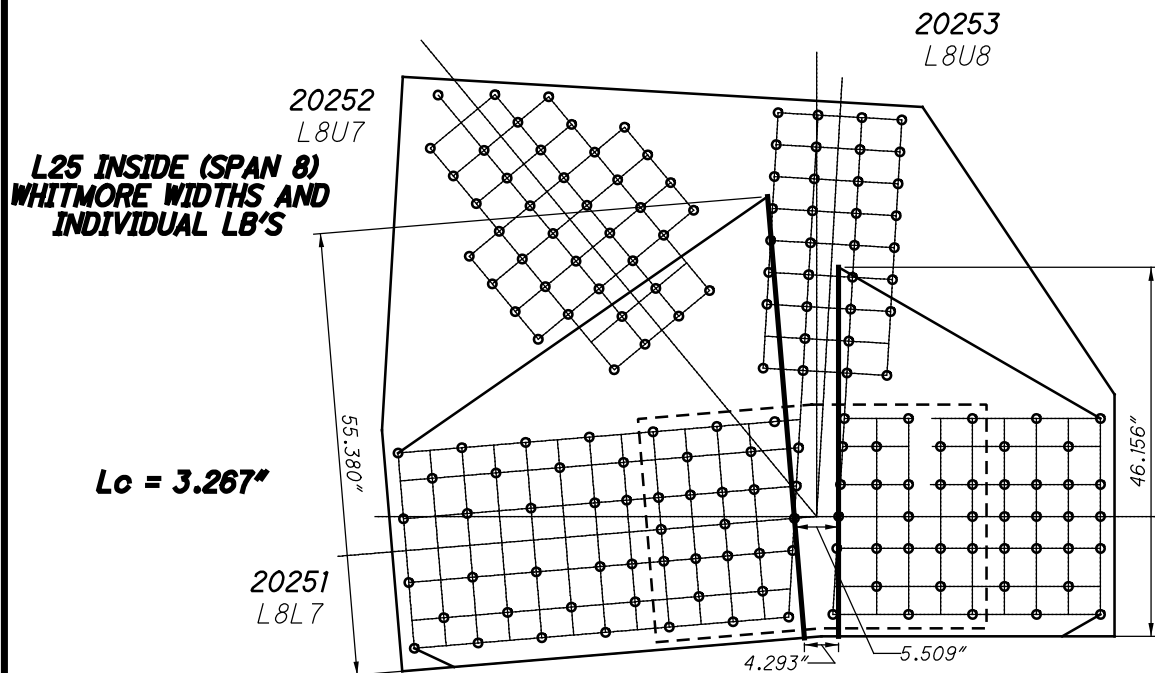 20253
L8U8
20252
L8U7
L25 INSIDE (SPAN 8)
WHITMORE WIDTHS AND
INDIVIDUAL LB'S
55.380"
46.156"
Lc = 3.267"
20251
L8L7
4.293"
5.509"